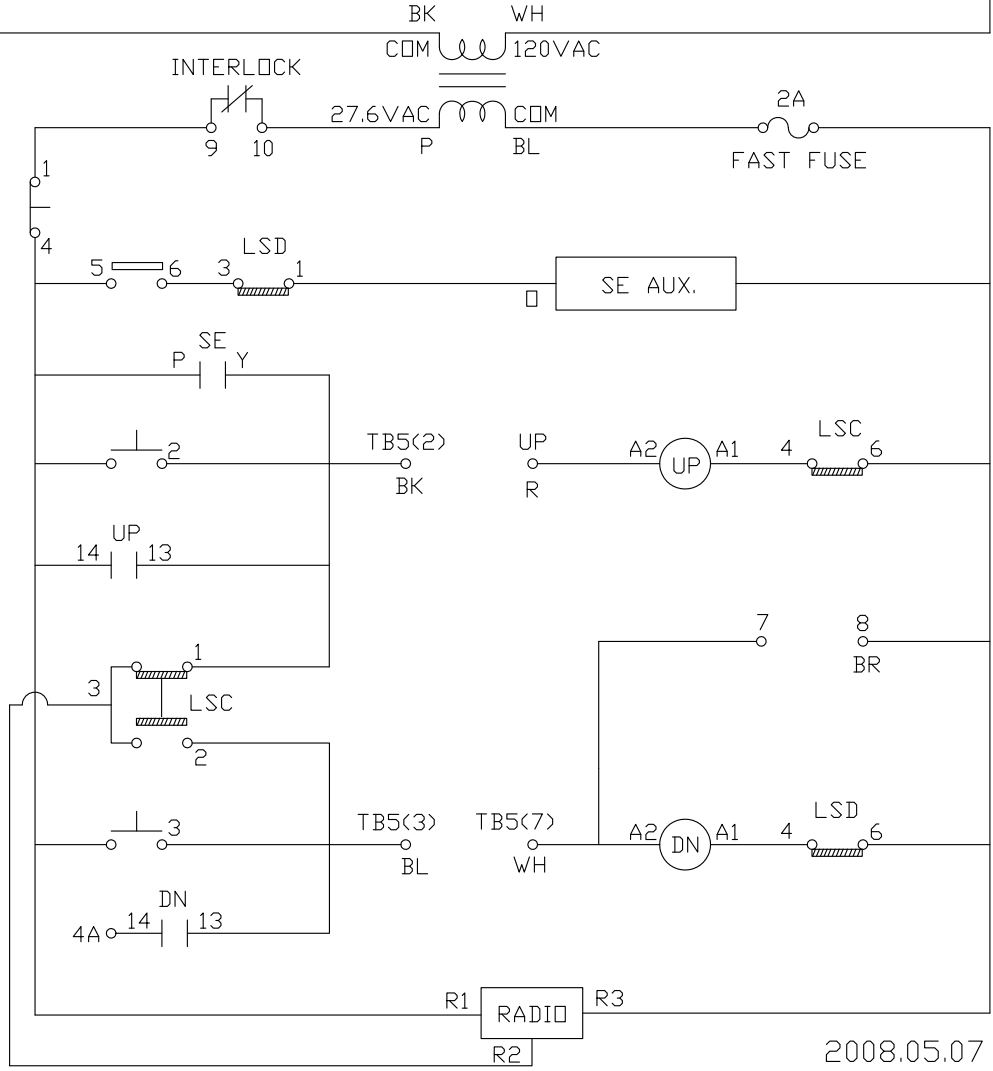 BK WH
COM 120VAC
INTERLOCK
27.6VAC COM
2A
9 10 P BL
FAST FUSE
1
4
LSD
5 6 3 1
SE AUX.
SE
P Y
2 TB5(2) UP A2 UP A1 4 LSC 6
BK R
UP
14 13
7 8
BR
1
3
LSC
2
LSD
3 TB5(3) TB5(7) A2 DN A1 4 6
BL WH
DN
4A 14 13
R1 RADIO R3
R2
2008.05.07